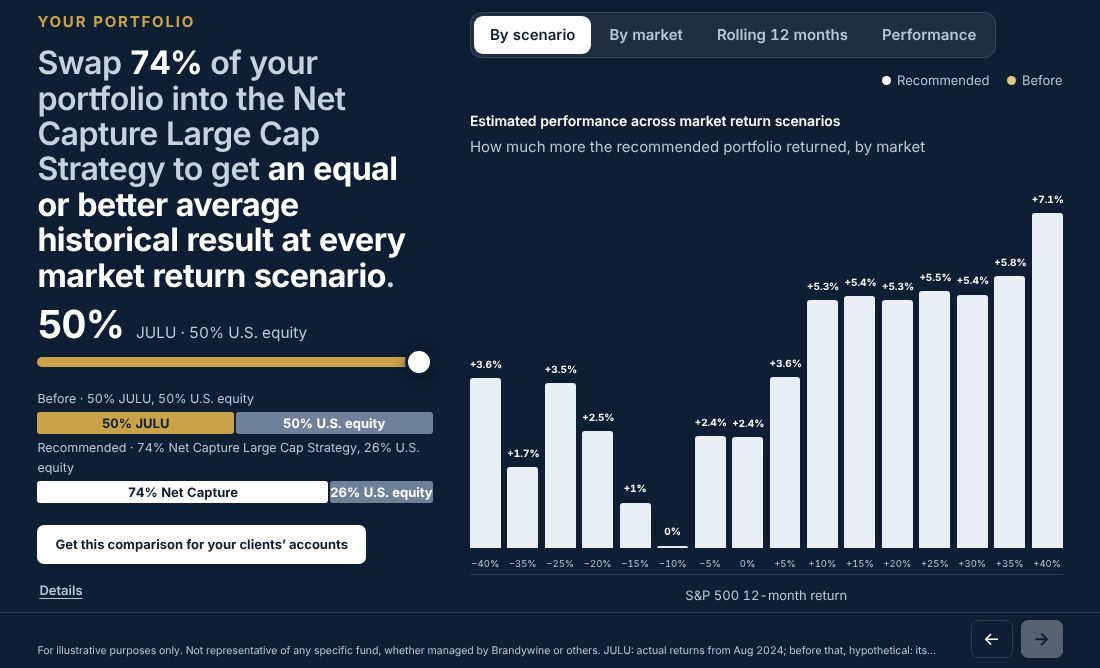 YOUR PORTFOLIO
Swap 74% of your
portfolio into the Net
Capture Large Cap
Strategy to get an equal
or better average
historical result at every
market return scenario.
50% JULU · 50% U.S. equity
Before · 50% JULU, 50% U.S. equity
50% JULU 50% U.S. equity
Recommended · 74% Net Capture Large Cap Strategy, 26% U.S.
equity
74% Net Capture 26% U.S. equity
Get this comparison for your clients’ accounts
Details
By scenario By market Rolling 12 months Performance
Recommended Before
Estimated performance across market return scenarios
How much more the recommended portfolio returned, by market
+3.6% +1.7% +3.5% +2.5% +1% 0% +2.4% +2.4% +3.6% +5.3% +5.4% +5.3% +5.5% +5.4% +5.8% +7.1%
−40% −35% −25% −20% −15% −10% −5% 0% +5% +10% +15% +20% +25% +30% +35% +40%
S&P 500 12-month return
For illustrative purposes only. Not representative of any specific fund, whether managed by Brandywine or others. JULU: actual returns from Aug 2024; before that, hypothetical: its…
← →